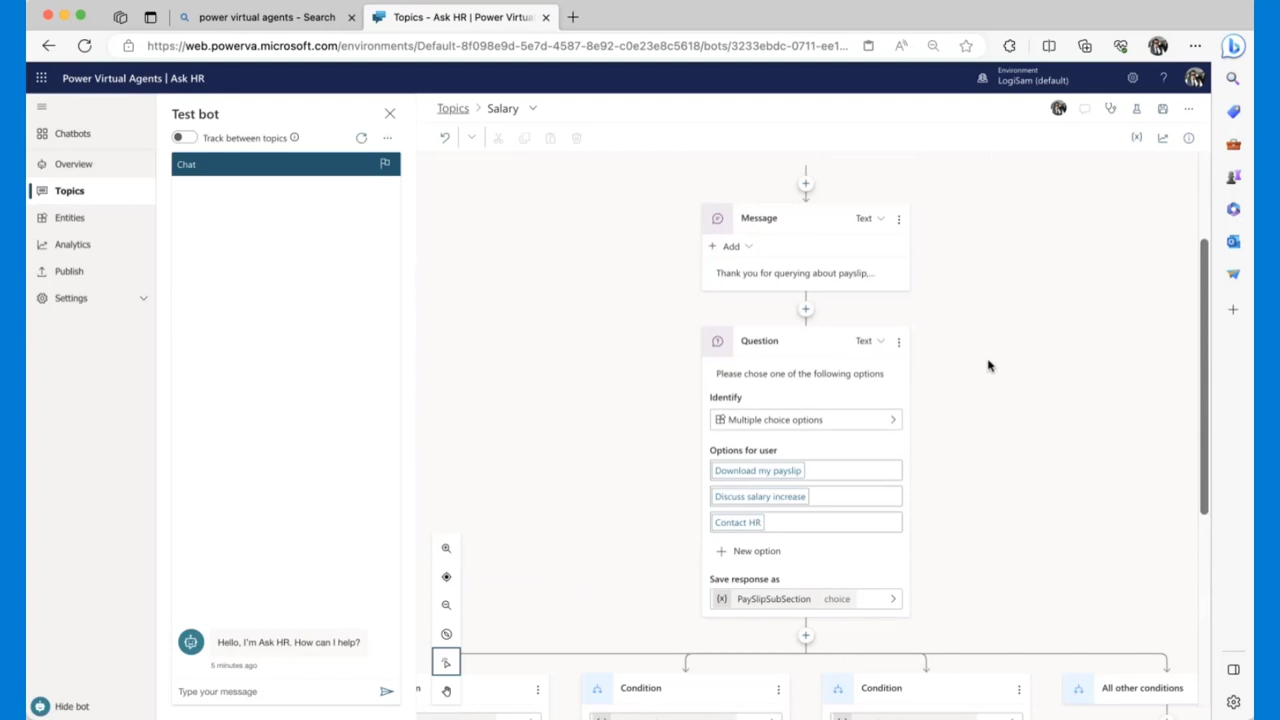 power virtual agents - Search
Topics - Ask HR | Power Virtua
https://web.powerva.microsoft.com/environments/Default-8f098e9d-5e7d-4587-8e92-c0e23e8c5618/bots/3233ebdc-0711-ee1...
Power Virtual Agents | Ask HR
Environment
LogiSam (default)
Chatbots
Overview
Topics
Entities
Analytics
Publish
Settings
Hide bot
Test bot
Track between topics
Chat
Hello, I'm Ask HR. How can I help?
5 minutes ago
Type your message
Topics > Salary
Message Text
+ Add
Thank you for querying about payslip,...
Question Text
Please chose one of the following options
Identify
Multiple choice options
Options for user
Download my payslip
Discuss salary increase
Contact HR
+ New option
Save response as
{x} PaySlipSubSection choice
n
Condition
Condition
All other conditions